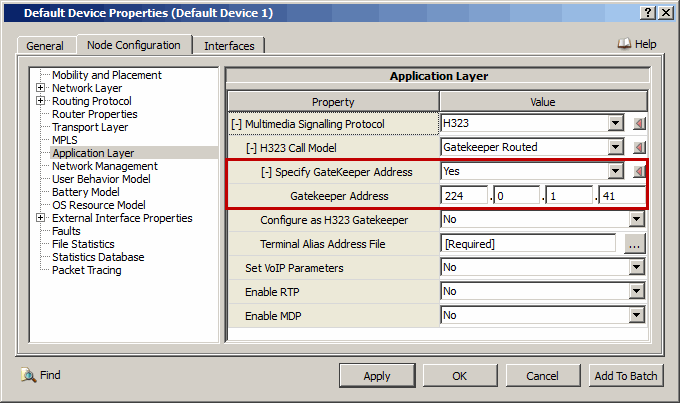 Default Device Properties (Default Device 1)
General
Node Configuration
Interfaces
Help
Mobility and Placement
Network Layer
Routing Protocol
Router Properties
Transport Layer
MPLS
Application Layer
Network Management
User Behavior Model
Battery Model
OS Resource Model
External Interface Properties
Faults
File Statistics
Statistics Database
Packet Tracing
Application Layer
Property Value
[-] Multimedia Signalling Protocol H323
[-] H323 Call Model Gatekeeper Routed
[-] Specify GateKeeper Address Yes
Gatekeeper Address 224 . 0 . 1 . 41
Configure as H323 Gatekeeper No
Terminal Alias Address File [Required] ...
Set VoIP Parameters No
Enable RTP No
Enable MDP No
Find
Apply
OK
Cancel
Add To Batch